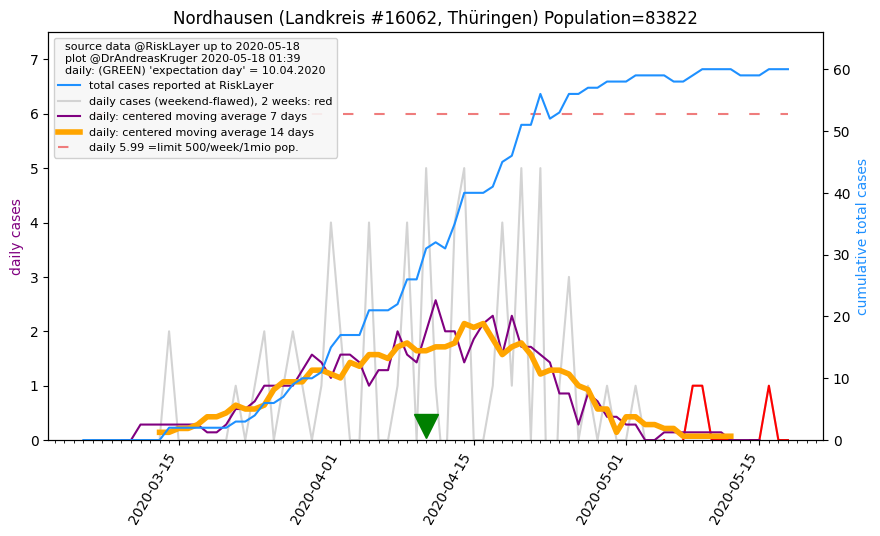 Nordhausen (Landkreis #16062, Thüringen) Population=83822
source data @RiskLayer up to 2020-05-18
plot @DrAndreasKruger 2020-05-18 01:39
daily: (GREEN) 'expectation day' = 10.04.2020
total cases reported at RiskLayer
daily cases (weekend-flawed), 2 weeks: red
daily: centered moving average 7 days
daily: centered moving average 14 days
daily 5.99 =limit 500/week/1mio pop.
daily cases
7
6
5
4
3
2
1
0
cumulative total cases
60
50
40
30
20
10
0
2020-03-15
2020-04-01
2020-04-15
2020-05-01
2020-05-15